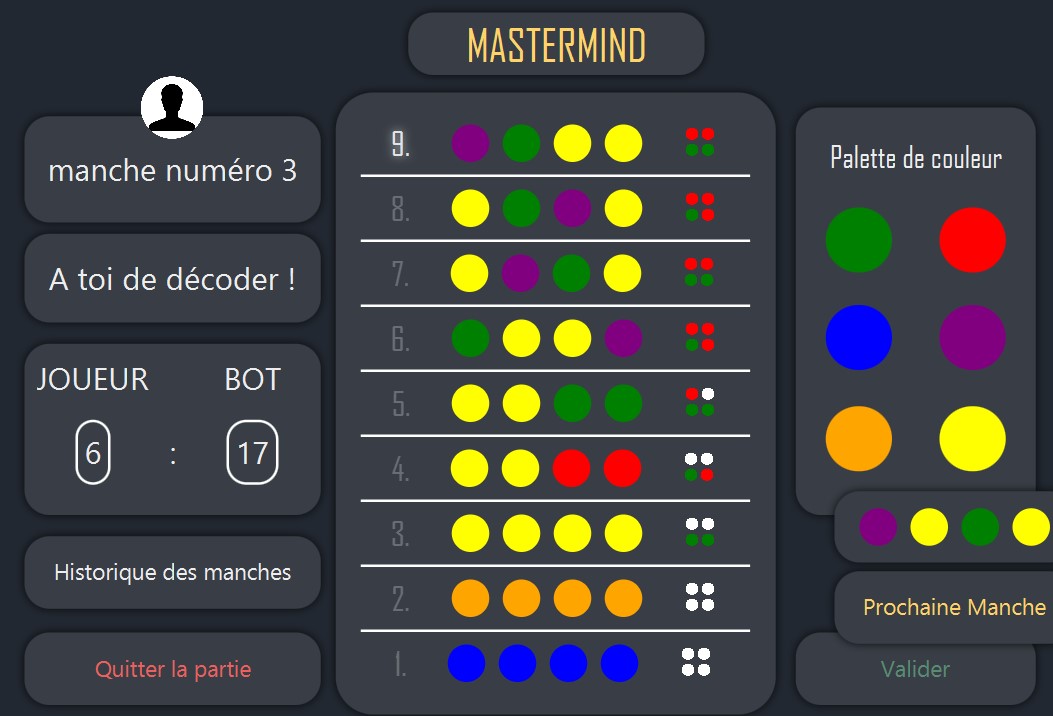 MASTERMIND
manche numéro 3
A toi de décoder !
JOUEUR BOT
6 : 17
Historique des manches
Quitter la partie
9.
8.
7.
6.
5.
4.
3.
2.
1.
Palette de couleur
Prochaine Manche
Valider